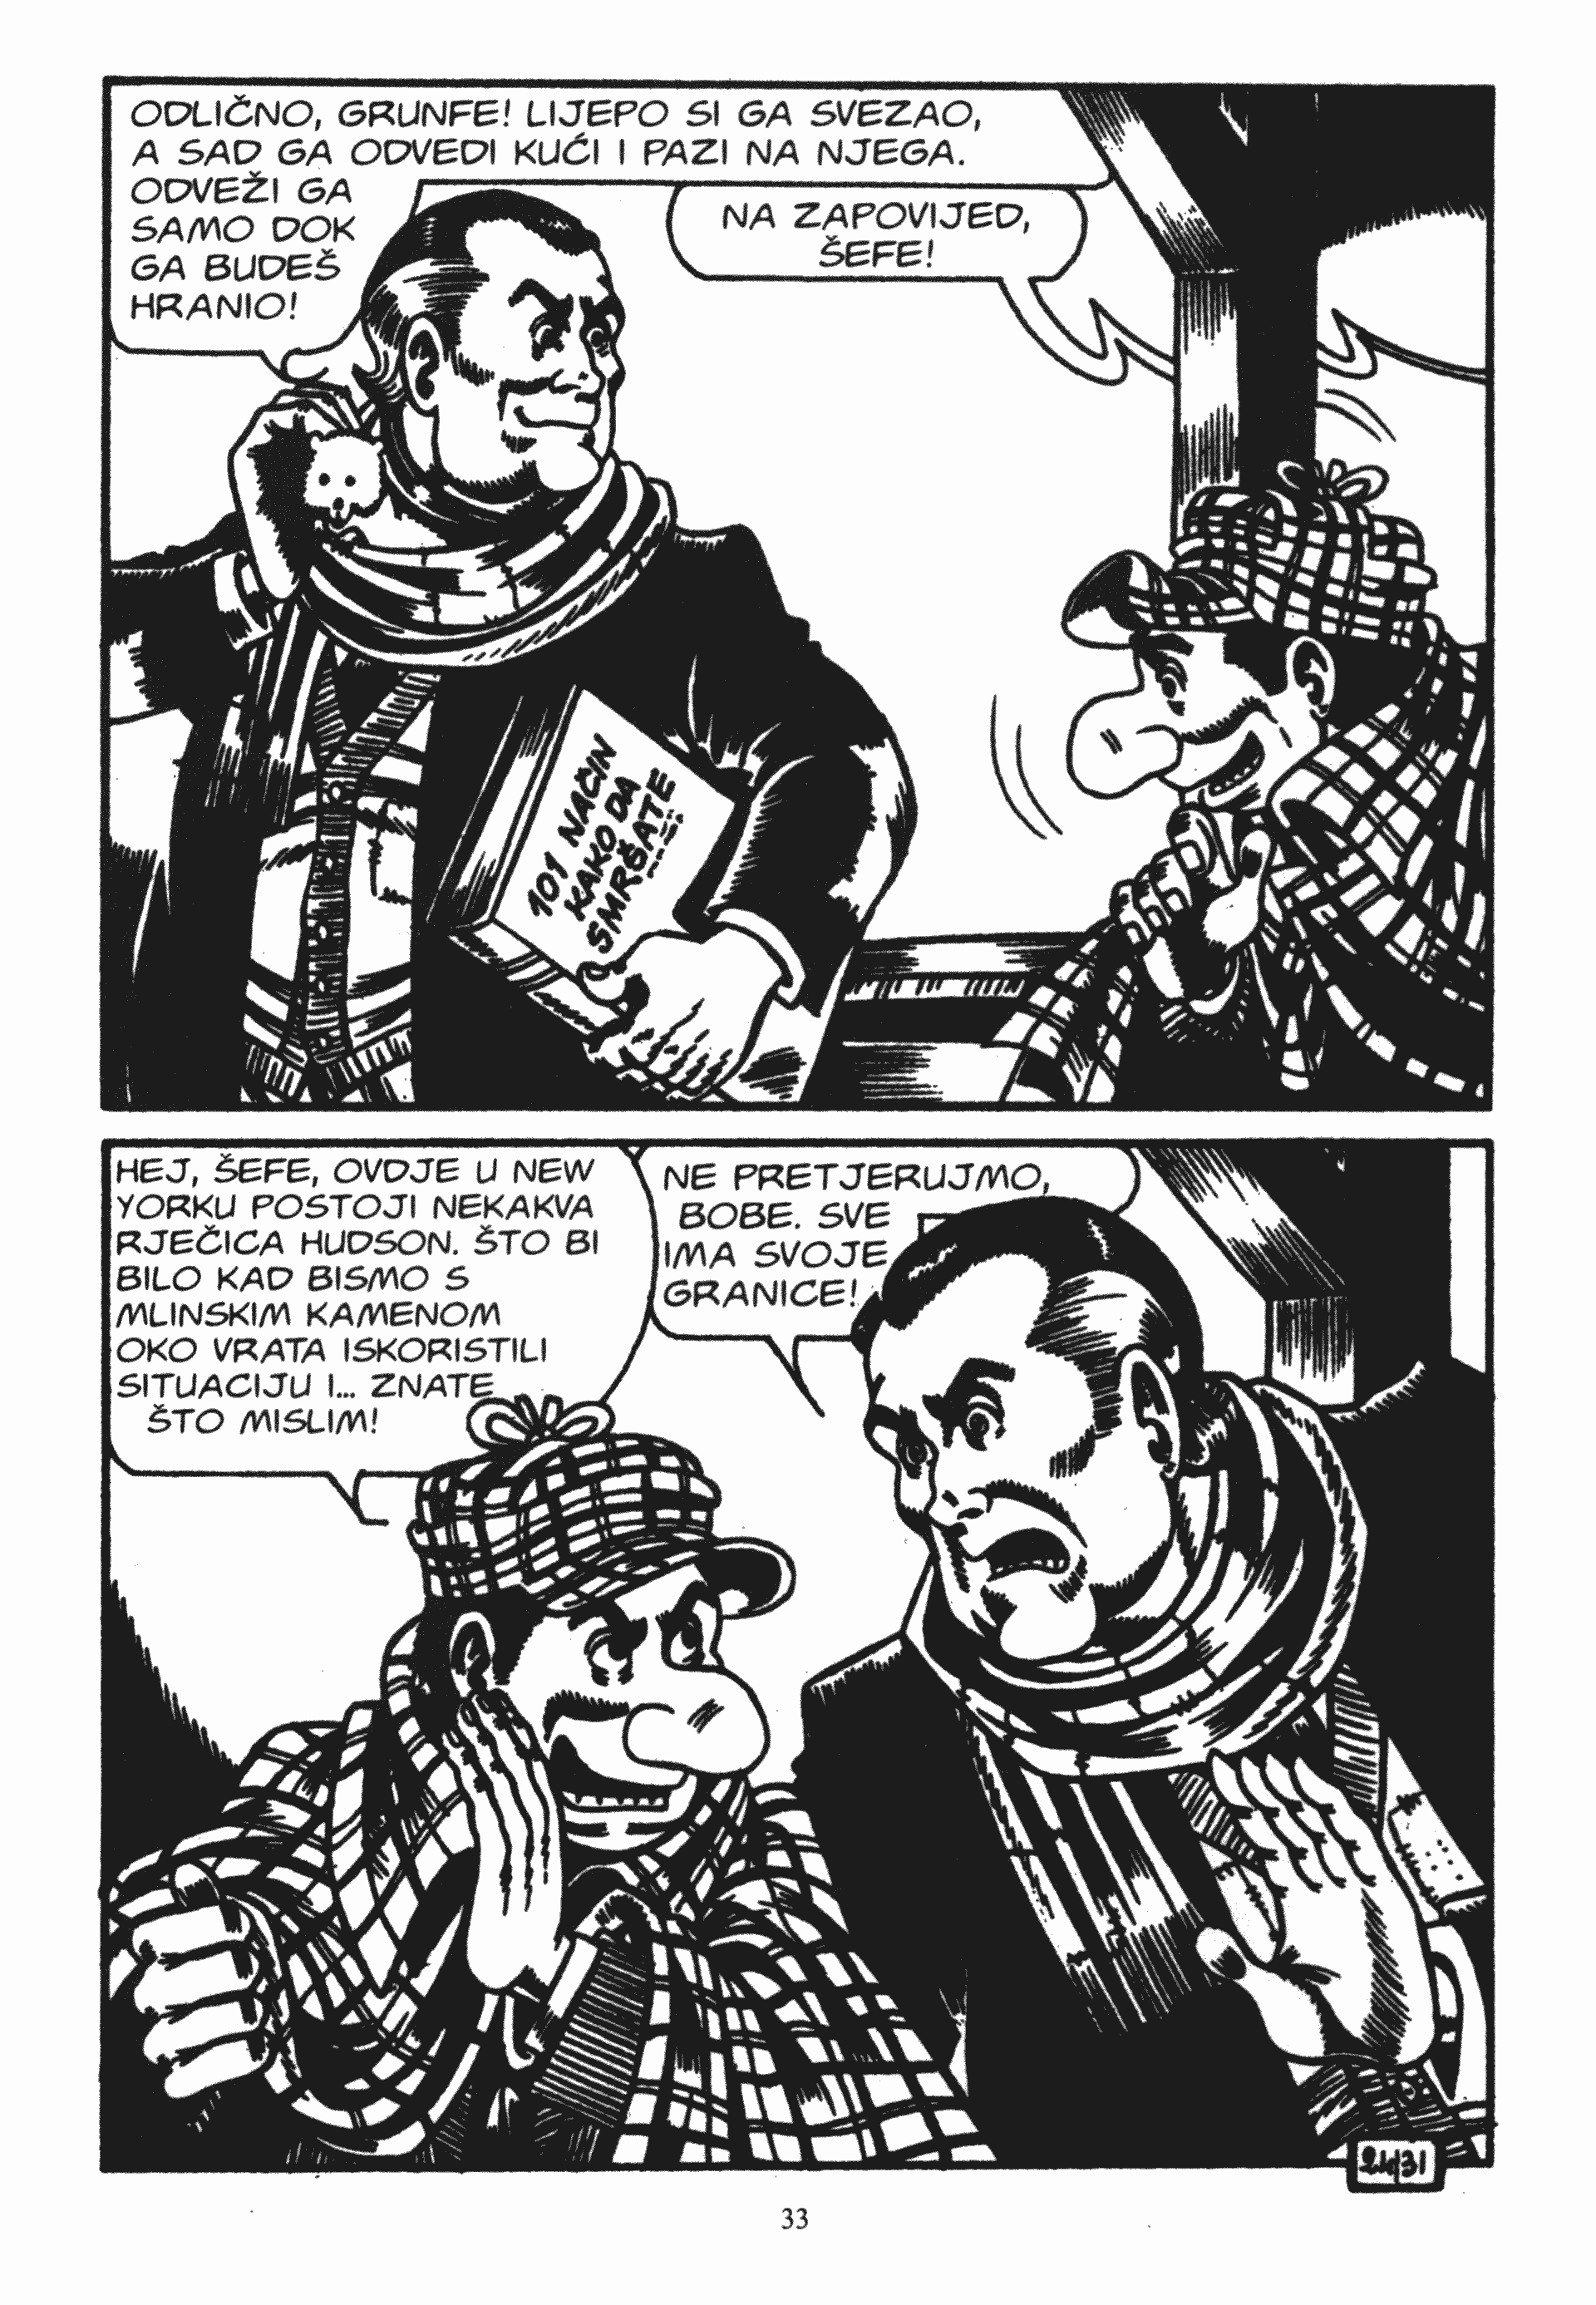 ODLIČNO, GRUNFE! LIJEPO SI GA SVEZAO,
A SAD GA ODVEDI KUĆI I PAZI NA NJEGA.
ODVEŽI GA
SAMO DOK
GA BUDEŠ
HRANIO!
NA ZAPOVIJED,
ŠEFE!
101 NAČIN
KAKO DA
SMRŠATE
HEJ, ŠEFE, OVDJE U NEW
YORKU POSTOJI NEKAKVA
RJEČICA HUDSON. ŠTO BI
BILO KAD BISMO S
MLINSKIM KAMENOM
OKO VRATA ISKORISTILI
SITUACIJU I... ZNATE
ŠTO MISLIM!
NE PRETJERUJMO,
BOBE. SVE
IMA SVOJE
GRANICE!
33